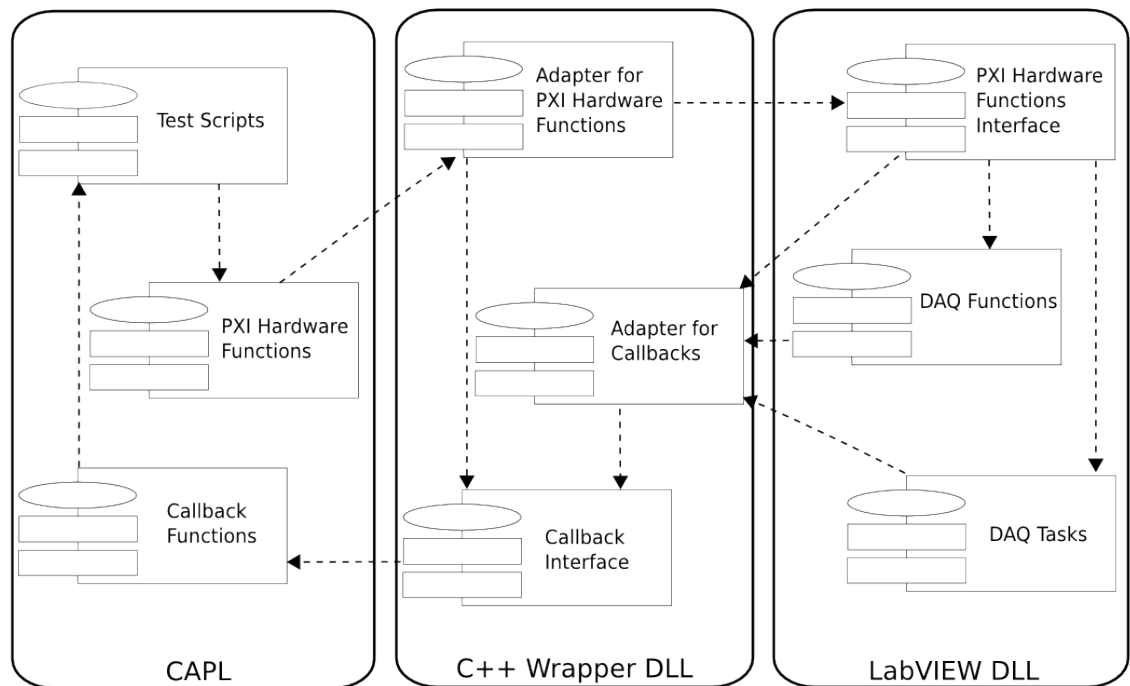 Test Scripts
PXI Hardware
Functions
Callback
Functions
CAPL
Adapter for
PXI Hardware
Functions
Adapter for
Callbacks
Callback
Interface
C++ Wrapper DLL
PXI Hardware
Functions
Interface
DAQ Functions
DAQ Tasks
LabVIEW DLL